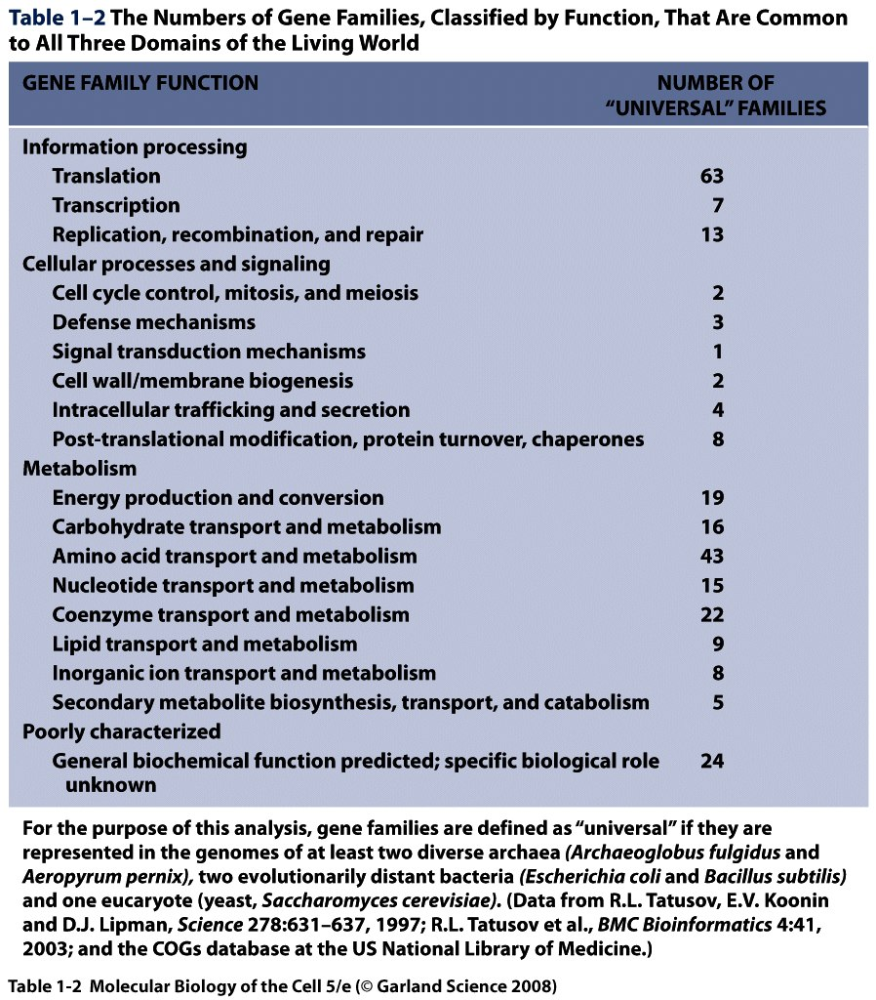 Table 1–2 The Numbers of Gene Families, Classified by Function, That Are Common
to All Three Domains of the Living World
GENE FAMILY FUNCTION NUMBER OF
“UNIVERSAL” FAMILIES
Information processing
Translation 63
Transcription 7
Replication, recombination, and repair 13
Cellular processes and signaling
Cell cycle control, mitosis, and meiosis 2
Defense mechanisms 3
Signal transduction mechanisms 1
Cell wall/membrane biogenesis 2
Intracellular trafficking and secretion 4
Post-translational modification, protein turnover, chaperones 8
Metabolism
Energy production and conversion 19
Carbohydrate transport and metabolism 16
Amino acid transport and metabolism 43
Nucleotide transport and metabolism 15
Coenzyme transport and metabolism 22
Lipid transport and metabolism 9
Inorganic ion transport and metabolism 8
Secondary metabolite biosynthesis, transport, and catabolism 5
Poorly characterized
General biochemical function predicted; specific biological role 24
unknown
For the purpose of this analysis, gene families are defined as “universal” if they are
represented in the genomes of at least two diverse archaea (Archaeoglobus fulgidus and
Aeropyrum pernix), two evolutionarily distant bacteria (Escherichia coli and Bacillus subtilis)
and one eucaryote (yeast, Saccharomyces cerevisiae). (Data from R.L. Tatusov, E.V. Koonin
and D.J. Lipman, Science 278:631–637, 1997; R.L. Tatusov et al., BMC Bioinformatics 4:41,
2003; and the COGs database at the US National Library of Medicine.)
Table 1-2 Molecular Biology of the Cell 5/e (© Garland Science 2008)